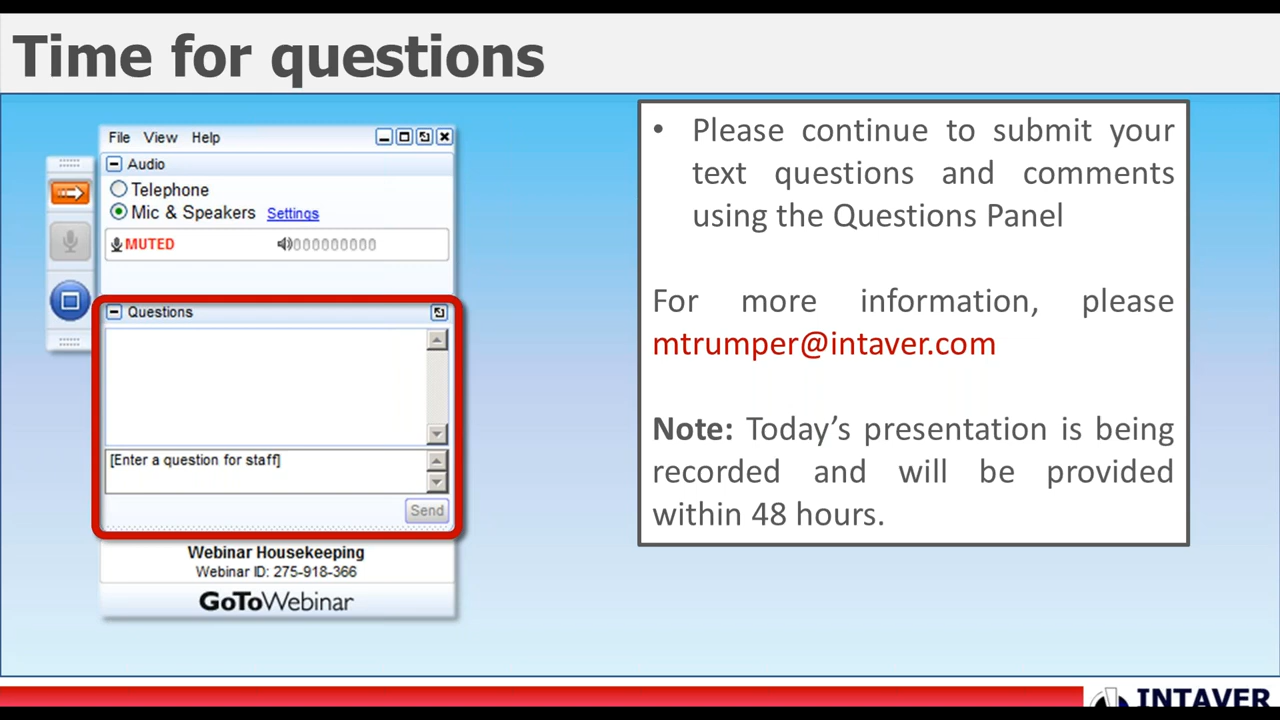 Time for questions
File View Help
Audio
Telephone
Mic & Speakers Settings
MUTED 000000000
Questions
[Enter a question for staff]
Send
Webinar Housekeeping
Webinar ID: 275-918-366
GoToWebinar
• Please continue to submit your
text questions and comments
using the Questions Panel
For more information, please
mtrumper@intaver.com
Note: Today’s presentation is being
recorded and will be provided
within 48 hours.
INTAVER